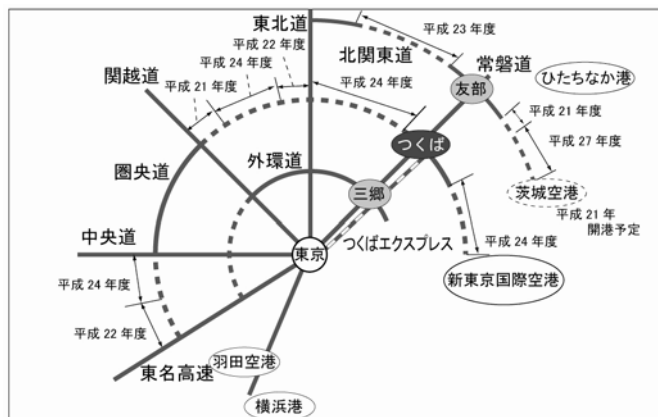 東北道
平成 23 年度
平成 22 年度
北関東道
常磐道
関越道
平成 24 年度
平成 21 年度
平成 24 年度
ひたちなか港
友部
平成 21 年度
平成 27 年度
つくば
圏央道
外環道
三郷
茨城空港
平成 21 年
開港予定
中央道
東京
つくばエクスプレス
平成 24 年度
新東京国際空港
平成 24 年度
平成 22 年度
東名高速
羽田空港
横浜港